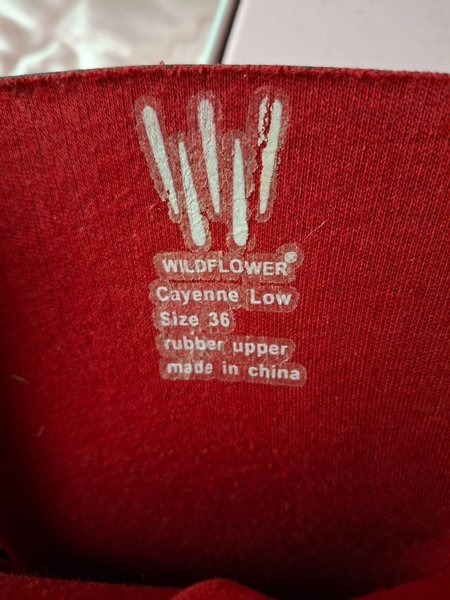 WILDFLOWER®
Cayenne Low
Size 36
rubber upper
made in china